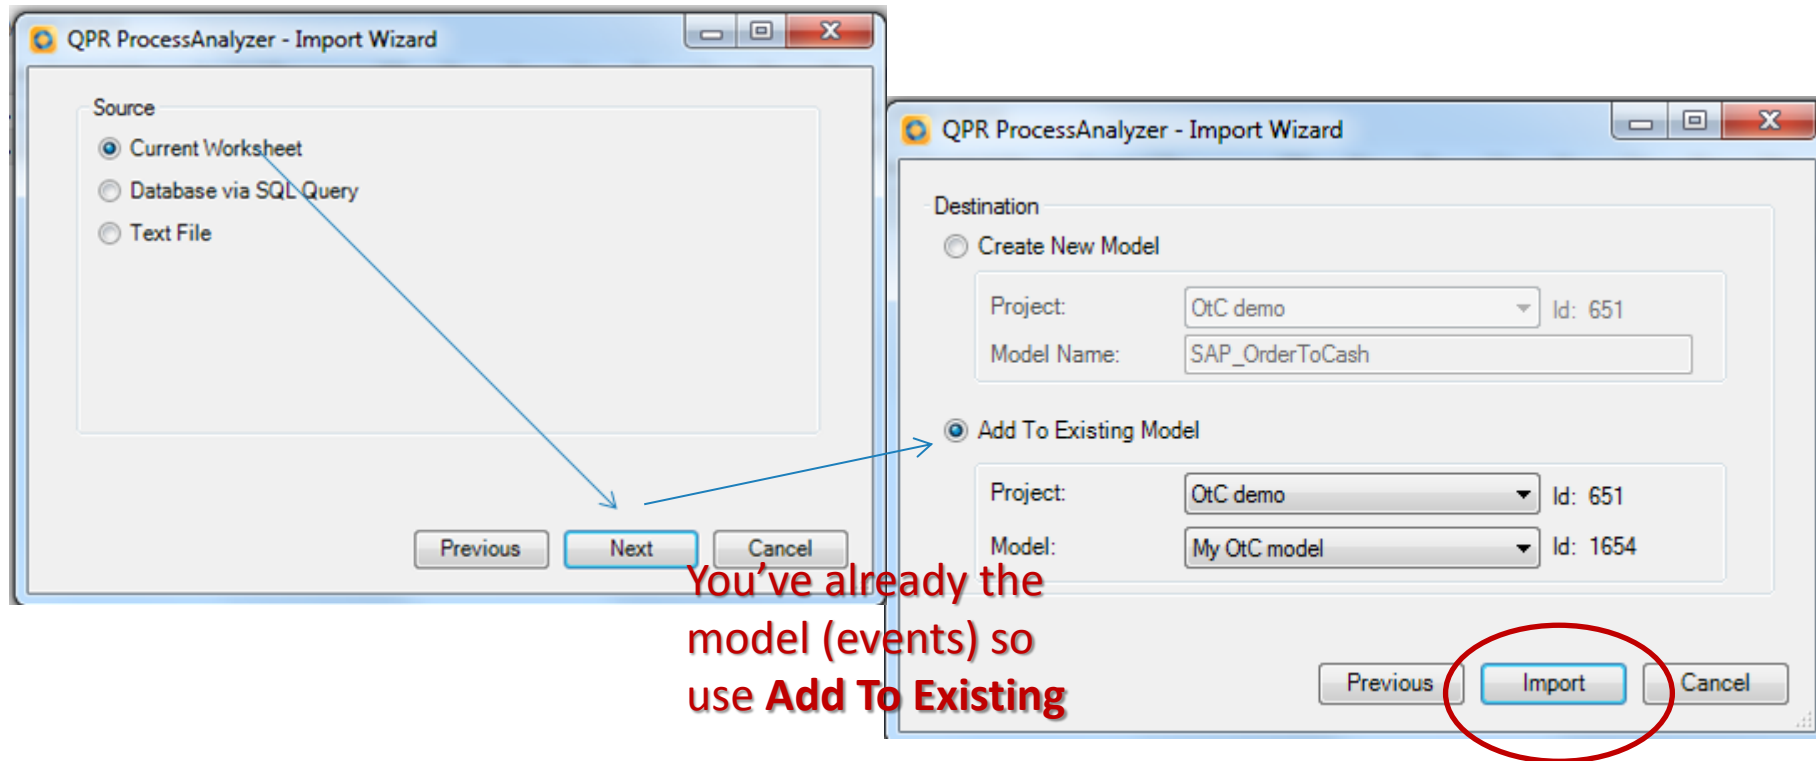 QPR ProcessAnalyzer - Import Wizard
Source
Current Worksheet
Database via SQL Query
Text File
Previous
Next
Cancel
QPR ProcessAnalyzer - Import Wizard
Destination
Create New Model
Project: OtC demo Id: 651
Model Name: SAP_OrderToCash
Add To Existing Model
Project: OtC demo Id: 651
Model: My OtC model Id: 1654
Previous
Import
Cancel
You’ve already the
model (events) so
use Add To Existing